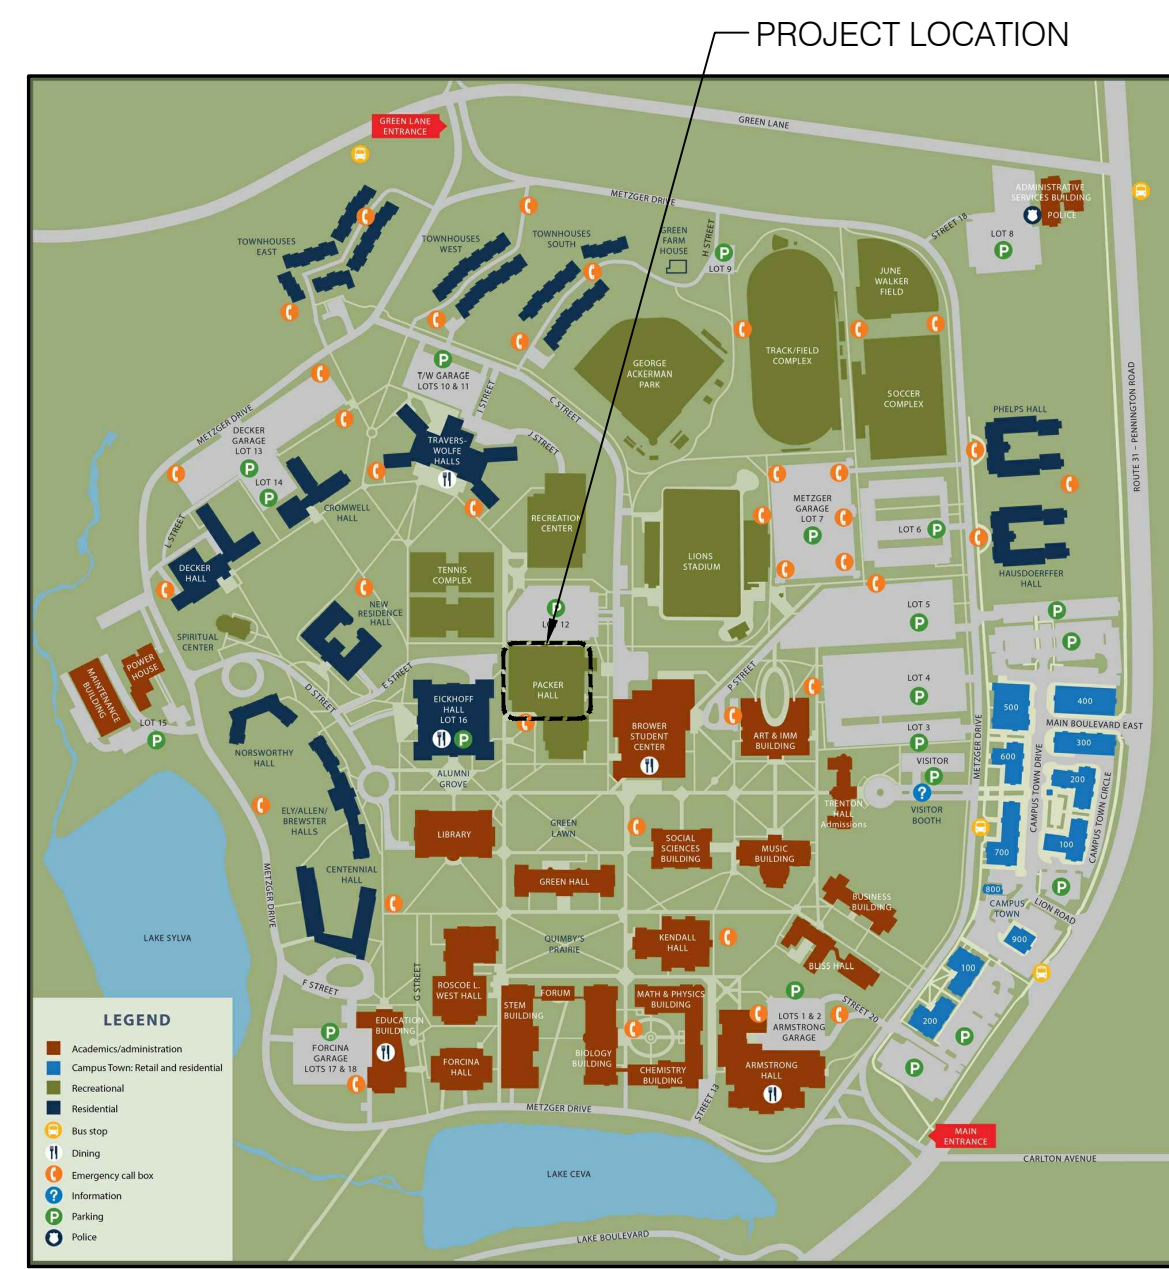 PROJECT LOCATION
GREEN LANE
ENTRANCE
GREEN LANE
METZGER DRIVE
ADMINISTRATIVE
SERVICES BUILDING
POLICE
STREET 18
LOT 8
P
TOWNHOUSES
EAST
TOWNHOUSES
WEST
TOWNHOUSES
SOUTH
GREEN
FARM
HOUSE
H STREET
P
LOT 9
JUNE
WALKER
FIELD
TRACK/FIELD
COMPLEX
GEORGE
ACKERMAN
PARK
SOCCER
COMPLEX
ROUTE 31 – PENNINGTON ROAD
P
T/W GARAGE
LOTS 10 & 11
I STREET
C STREET
J STREET
METZGER DRIVE
DECKER
GARAGE
LOT 13
P
LOT 14
P
TRAVERS-
WOLFE
HALLS
CROMWELL
HALL
L STREET
DECKER
HALL
RECREATION
CENTER
PHELPS HALL
METZGER
GARAGE
LOT 7
P
LOT 6
P
LIONS
STADIUM
HAUSDOERFFER
HALL
TENNIS
COMPLEX
NEW
RESIDENCE
HALL
SPIRITUAL
CENTER
P
LOT 12
LOT 5
P
P
P
POWER
HOUSE
MAINTENANCE
BUILDING
LOT 15
P
D STREET
E STREET
PACKER
HALL
EICKHOFF
HALL
LOT 16
P
P STREET
LOT 4
P
BROWER
STUDENT
CENTER
ART & IMM
BUILDING
LOT 3
P
METZGER DRIVE
500
400
MAIN BOULEVARD EAST
300
600
200
CAMPUS TOWN DRIVE
CAMPUS TOWN CIRCLE
NORSWORTHY
HALL
ALUMNI
GROVE
VISITOR
P
?
VISITOR
BOOTH
TRENTON
HALL
Admissions
ELY/ALLEN/
BREWSTER
HALLS
LIBRARY
GREEN
LAWN
SOCIAL
SCIENCES
BUILDING
MUSIC
BUILDING
700
100
P
800
CAMPUS
TOWN
LION ROAD
900
METZGER DRIVE
CENTENNIAL
HALL
GREEN HALL
BUSINESS
BUILDING
LAKE SYLVA
QUIMBY'S
PRAIRIE
KENDALL
HALL
BLISS HALL
100
200
P
P
F STREET
G STREET
ROSCOE L.
WEST HALL
STEM
BUILDING
FORUM
MATH & PHYSICS
BUILDING
P
LOTS 1 & 2
ARMSTRONG
GARAGE
STREET 20
P
FORCINA
GARAGE
LOTS 17 & 18
EDUCATION
BUILDING
FORCINA
HALL
BIOLOGY
BUILDING
CHEMISTRY
BUILDING
ARMSTRONG
HALL
STREET 13
METZGER DRIVE
MAIN
ENTRANCE
CARLTON AVENUE
LAKE CEVA
LAKE BOULEVARD
LEGEND
Academics/administration
Campus Town: Retail and residential
Recreational
Residential
Bus stop
Dining
Emergency call box
? Information
P Parking
Police